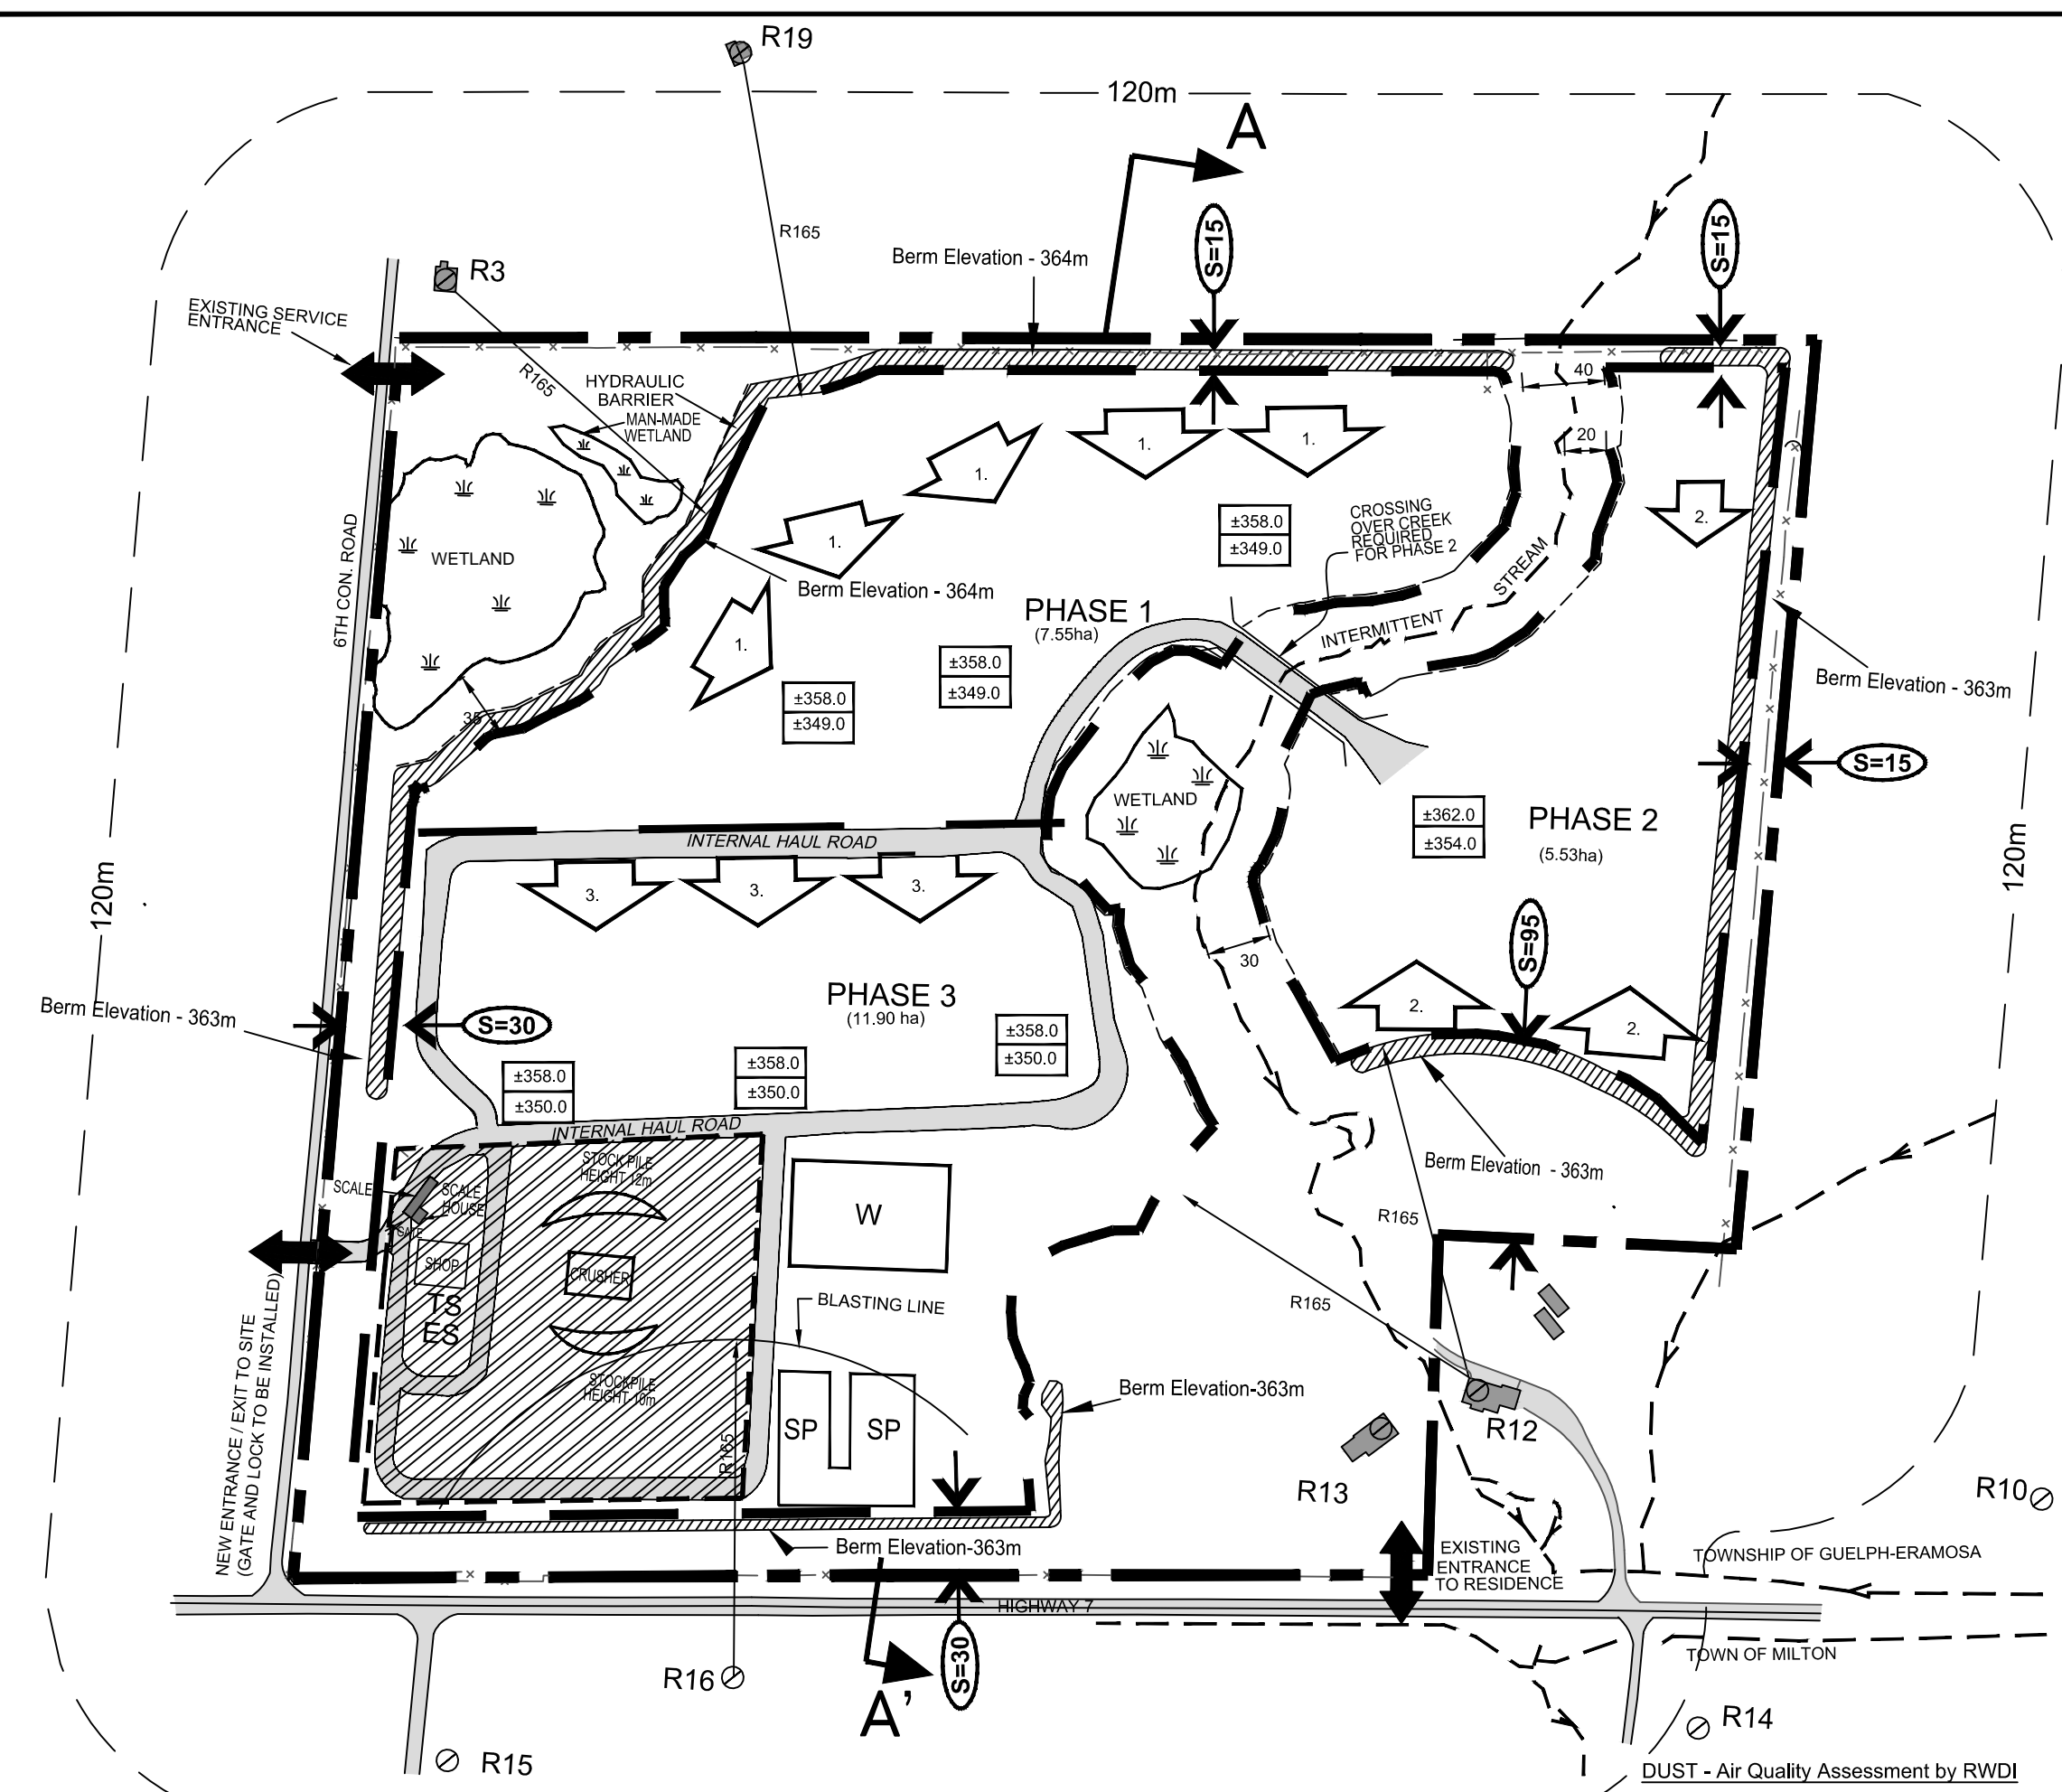 R19
120m
A
R165
S=15
S=15
Berm Elevation - 364m
R3
EXISTING SERVICE
ENTRANCE
R165
HYDRAULIC
BARRIER
MAN-MADE
WETLAND
40
20
1.
1.
1.
1.
1.
2.
±358.0
±349.0
CROSSING
OVER CREEK
REQUIRED
FOR PHASE 2
WETLAND
6TH CON. ROAD
Berm Elevation - 364m
STREAM
INTERMITTENT
PHASE 1
(7.55ha)
±358.0
±349.0
±358.0
±349.0
Berm Elevation - 363m
35
S=15
WETLAND
±362.0
±354.0
PHASE 2
(5.53ha)
INTERNAL HAUL ROAD
3.
3.
3.
120m
120m
S=95
30
2.
2.
PHASE 3
(11.90 ha)
Berm Elevation - 363m
S=30
±358.0
±350.0
±358.0
±350.0
±358.0
±350.0
INTERNAL HAUL ROAD
STOCKPILE
HEIGHT 12m
SCALE
SCALE
HOUSE
GATE
SHOP
TS
ES
CRUSHER
W
Berm Elevation - 363m
R165
R165
BLASTING LINE
STOCKPILE
HEIGHT 10m
R165
SP
SP
Berm Elevation-363m
R12
R13
R10
NEW ENTRANCE / EXIT TO SITE
(GATE AND LOCK TO BE INSTALLED)
Berm Elevation-363m
EXISTING
ENTRANCE
TO RESIDENCE
TOWNSHIP OF GUELPH-ERAMOSA
HIGHWAY 7
TOWN OF MILTON
S=30
R16
A'
R14
R15
DUST - Air Quality Assessment by RWDI